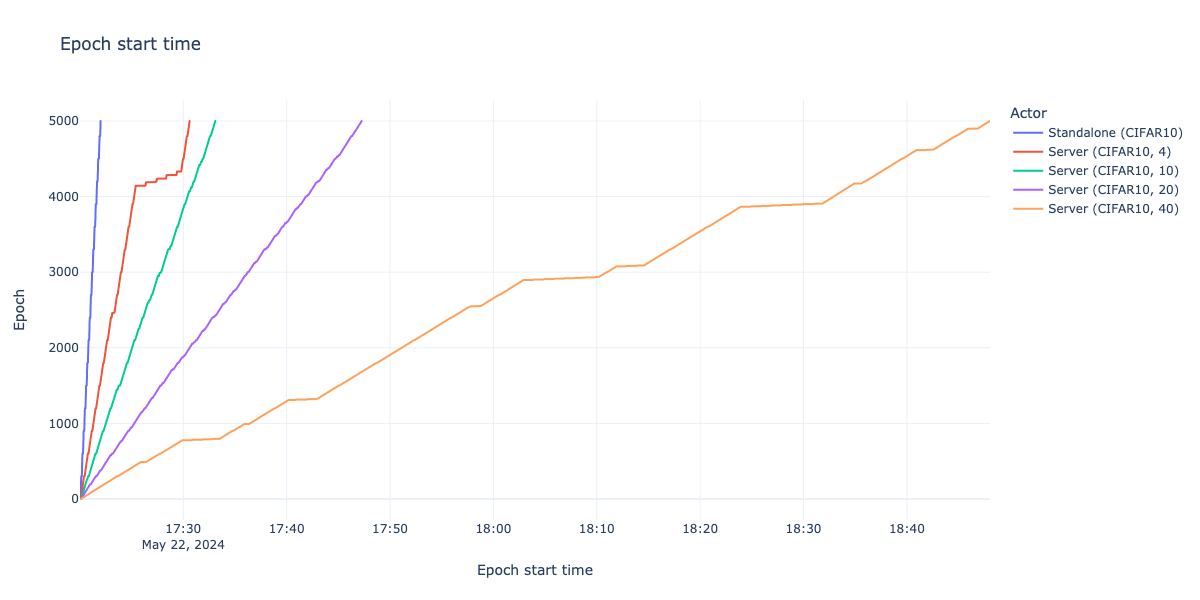 Epoch start time
Actor
Standalone (CIFAR10)
Server (CIFAR10, 4)
Server (CIFAR10, 10)
Server (CIFAR10, 20)
Server (CIFAR10, 40)
5000
4000
3000
2000
1000
0
Epoch
17:30
17:40
17:50
18:00
18:10
18:20
18:30
18:40
May 22, 2024
Epoch start time